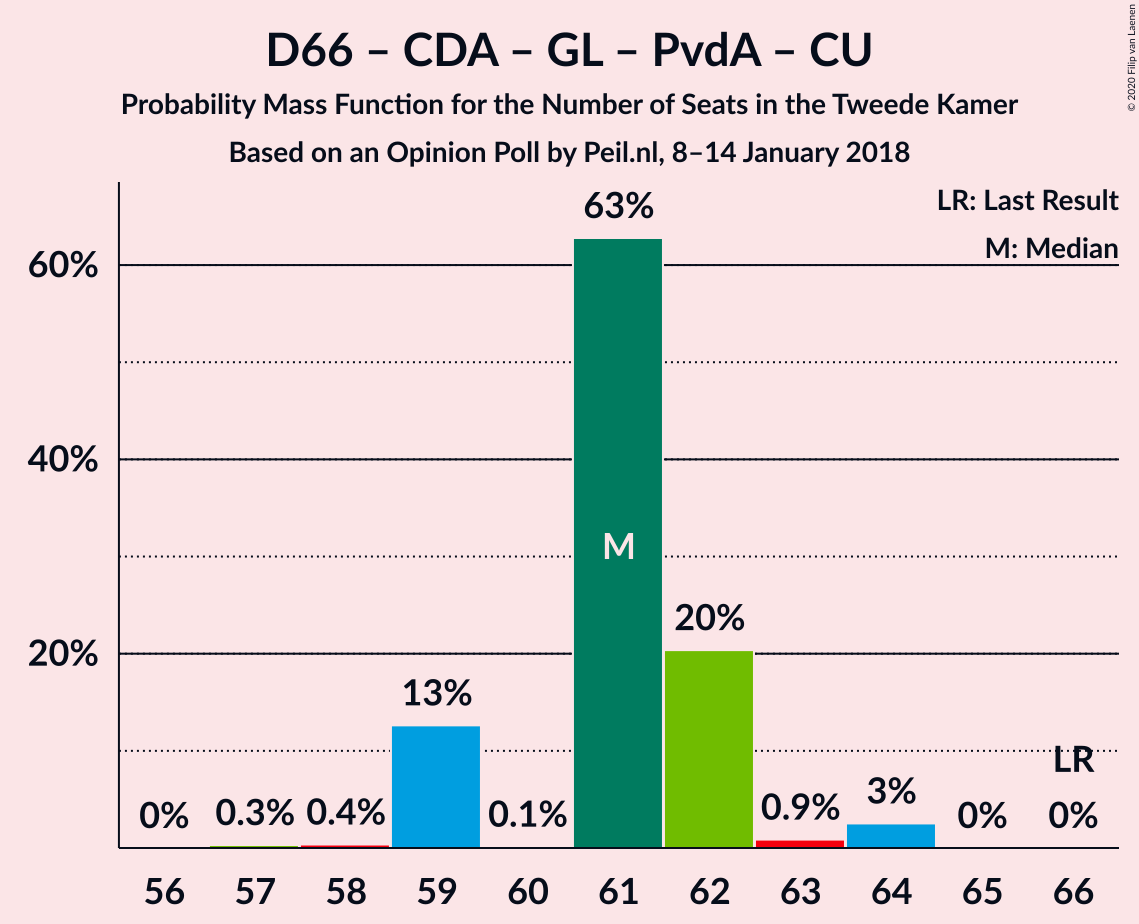 D66 – CDA – GL – PvdA – CU
Probability Mass Function for the Number of Seats in the Tweede Kamer
Based on an Opinion Poll by Peil.nl, 8–14 January 2018
© 2020 Filip van Laenen
LR: Last Result
M: Median
60%
40%
20%
0%
0.3%
0.4%
13%
0.1%
63%
M
20%
0.9%
3%
0%
LR
0%
56 57 58 59 60 61 62 63 64 65 66